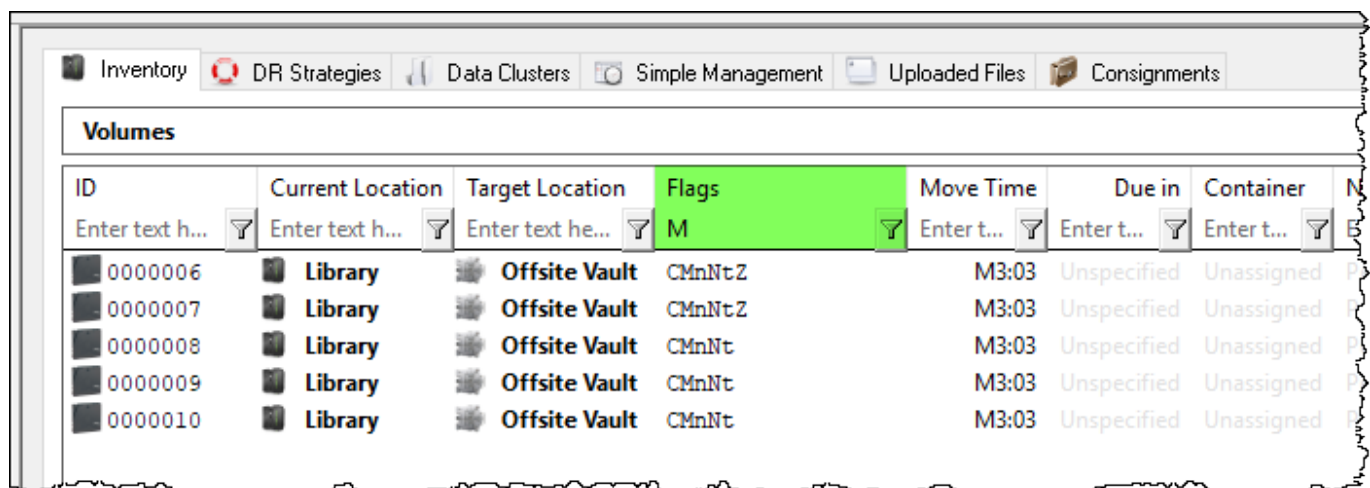 Inventory DR Strategies Data Clusters Simple Management Uploaded Files Consignments
Volumes
ID Current Location Target Location Flags Move Time Due in Container
Enter text h... Enter text h... Enter text he... M Enter t... Enter t... Enter t...
0000006 Library Offsite Vault CMnNtZ M3:03 Unspecified Unassigned
0000007 Library Offsite Vault CMnNtZ M3:03 Unspecified Unassigned
0000008 Library Offsite Vault CMnNt M3:03 Unspecified Unassigned
0000009 Library Offsite Vault CMnNt M3:03 Unspecified Unassigned
0000010 Library Offsite Vault CMnNt M3:03 Unspecified Unassigned